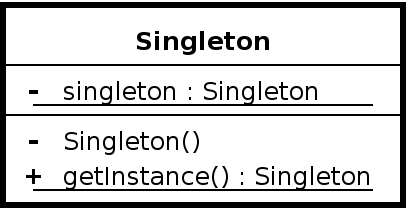 Singleton
- singleton : Singleton
- Singleton()
+ getInstance() : Singleton